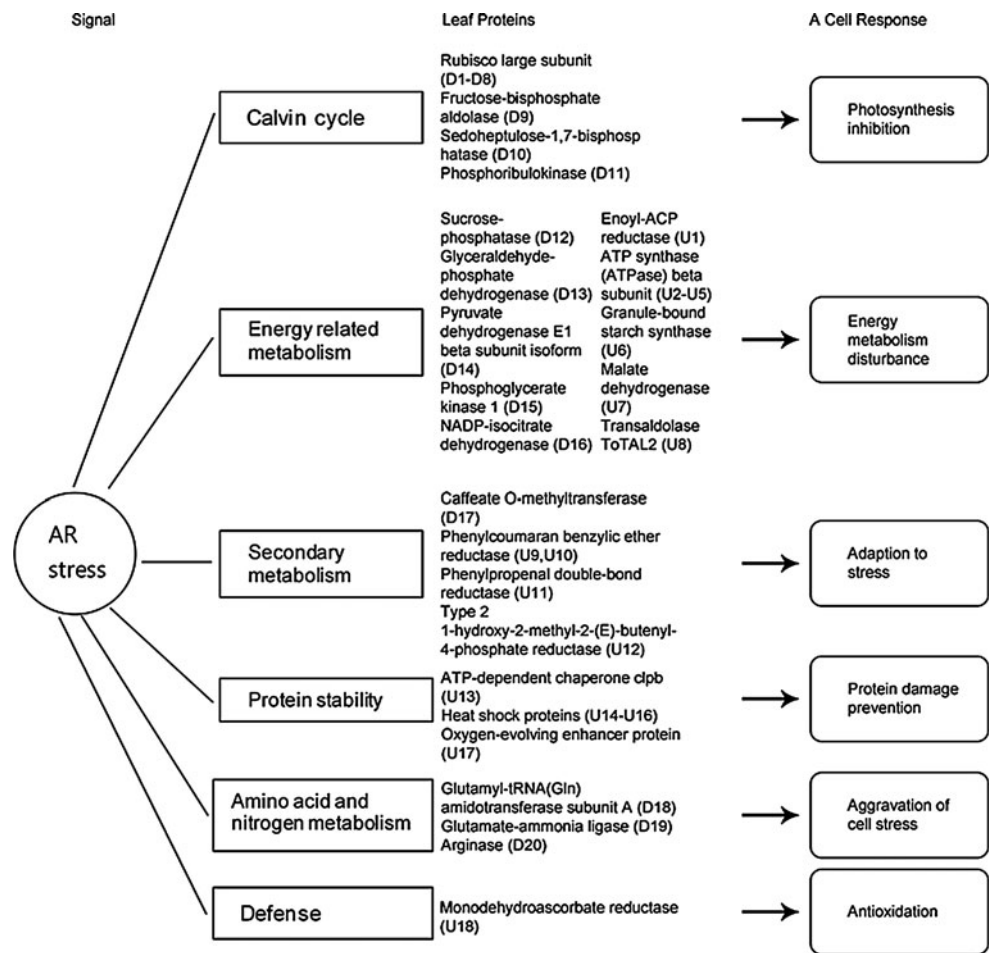 Signal
Leaf Proteins
A Cell Response
Calvin cycle
Rubisco large subunit
(D1-D8)
Fructose-bisphosphate
aldolase (D9)
Sedoheptulose-1,7-bisphosp
hatase (D10)
Phosphoribulokinase (D11)
Photosynthesis
inhibition
Energy related
metabolism
Sucrose-
phosphatase (D12)
Glyceraldehyde-
phosphate
dehydrogenase (D13)
Pyruvate
dehydrogenase E1
beta subunit isoform
(D14)
Phosphoglycerate
kinase 1 (D15)
NADP-isocitrate
dehydrogenase (D16)
Enoyl-ACP
reductase (U1)
ATP synthase
(ATPase) beta
subunit (U2-U5)
Granule-bound
starch synthase
(U6)
Malate
dehydrogenase
(U7)
Transaldolase
ToTAL2 (U8)
Energy
metabolism
disturbance
AR
stress
Secondary
metabolism
Caffeate O-methyltransferase
(D17)
Phenylcoumaran benzylic ether
reductase (U9,U10)
Phenylpropenal double-bond
reductase (U11)
Type 2
1-hydroxy-2-methyl-2-(E)-butenyl-
4-phosphate reductase (U12)
Adaption to
stress
Protein stability
ATP-dependent chaperone clpb
(U13)
Heat shock proteins (U14-U16)
Oxygen-evolving enhancer protein
(U17)
Protein damage
prevention
Amino acid and
nitrogen metabolism
Glutamyl-tRNA(Gln)
amidotransferase subunit A (D18)
Glutamate-ammonia ligase (D19)
Arginase (D20)
Aggravation of
cell stress
Defense
Monodehydroascorbate reductase
(U18)
Antioxidation